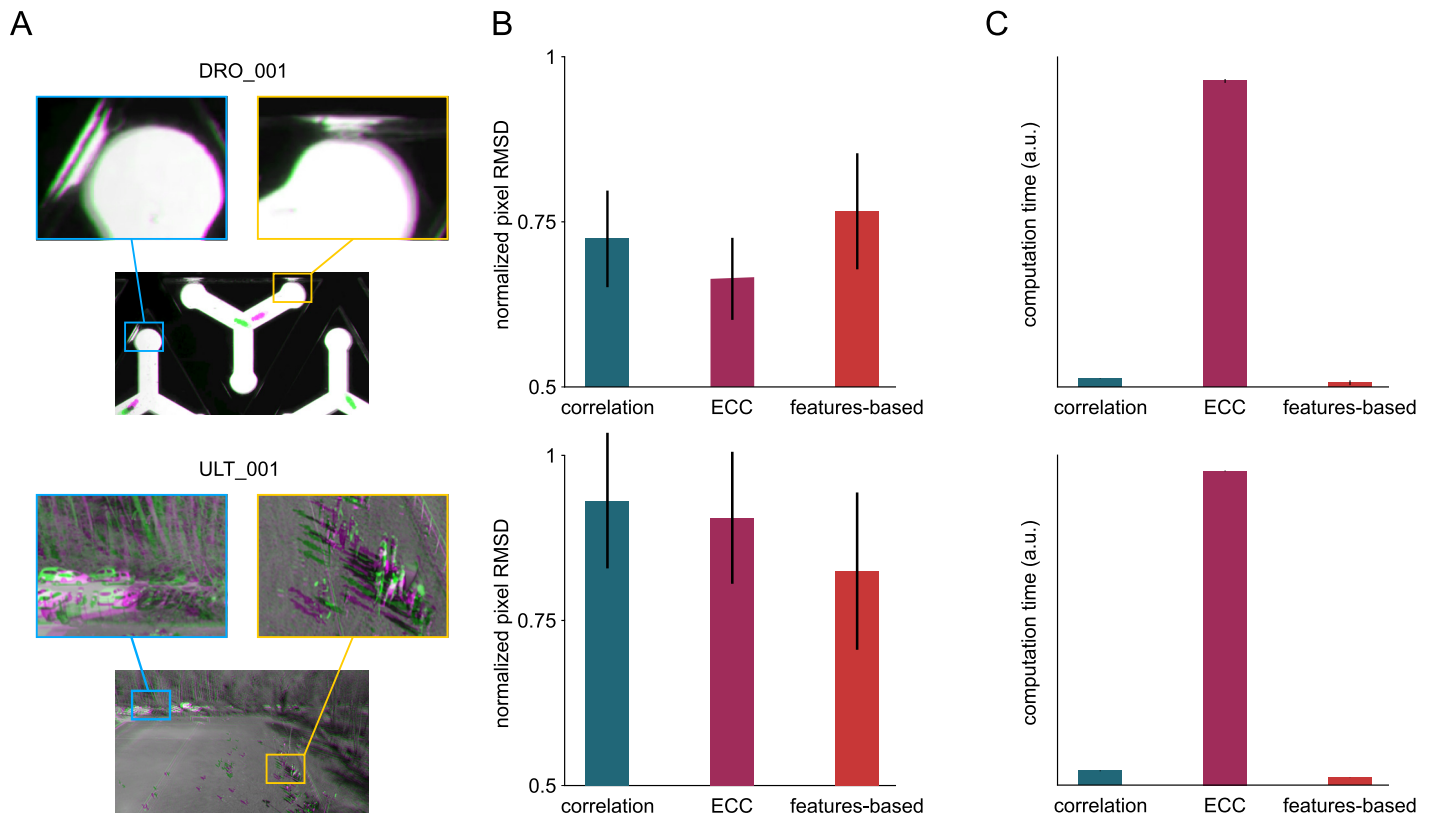 A
B
C
DRO_001
1
0.75
0.5
normalized pixel RMSD
correlation
ECC
features-based
computation time (a.u.)
correlation
ECC
features-based
ULT_001
1
0.75
0.5
normalized pixel RMSD
correlation
ECC
features-based
computation time (a.u.)
correlation
ECC
features-based